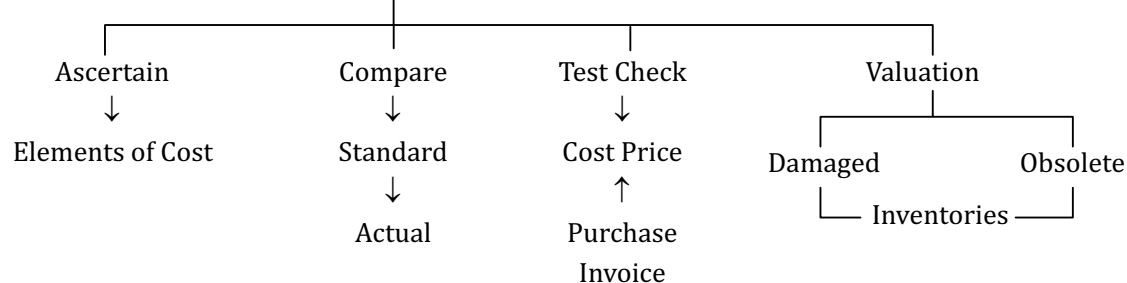 Ascertain Compare Test Check Valuation
Elements of Cost Standard Cost Price
Damaged Obsolete
Inventories
Actual Purchase
Invoice